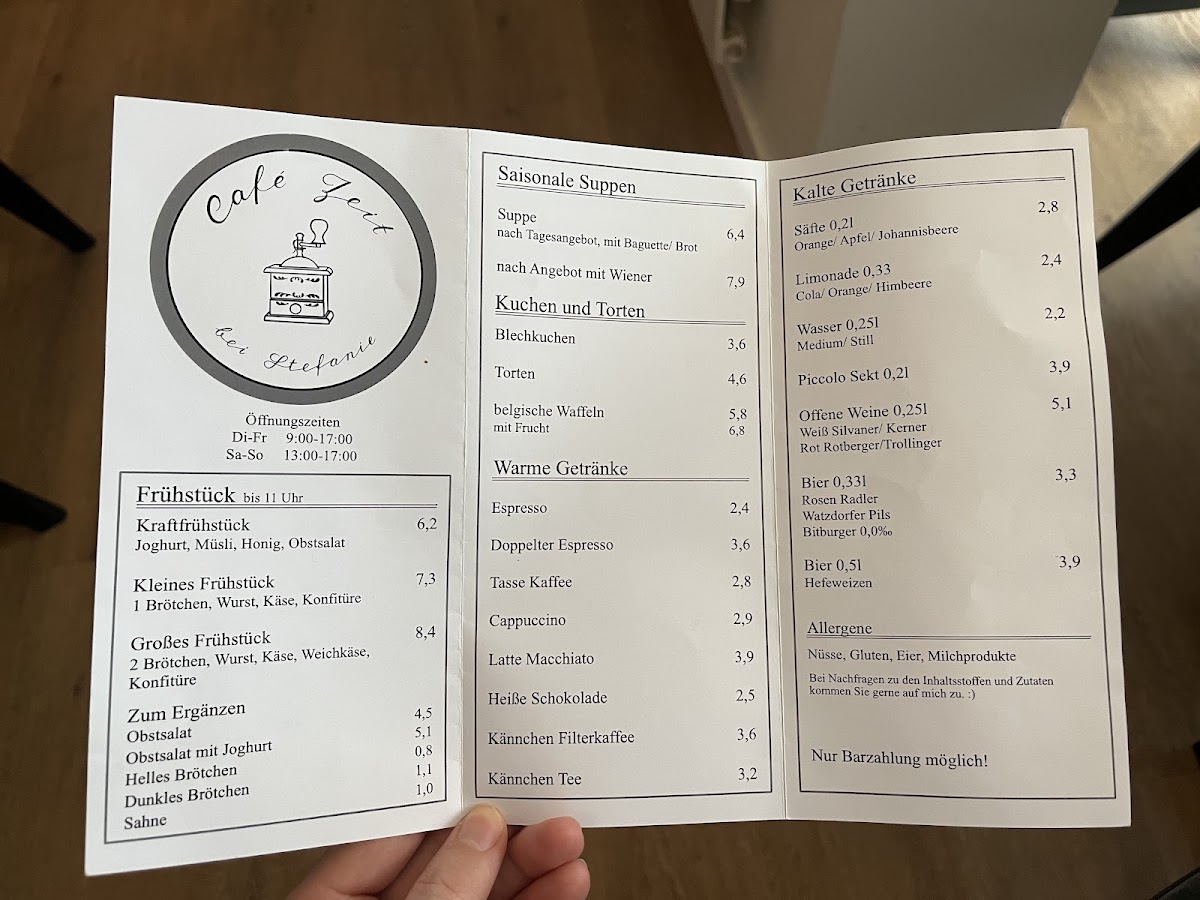 Café Zeit
bei Stefanie
Öffnungszeiten
Di-Fr 9:00-17:00
Sa-So 13:00-17:00
Frühstück bis 11 Uhr
Kraftfrühstück 6,2
Joghurt, Müsli, Honig, Obstsalat
Kleines Frühstück 7,3
1 Brötchen, Wurst, Käse, Konfitüre
Großes Frühstück 8,4
2 Brötchen, Wurst, Käse, Weichkäse,
Konfitüre
Zum Ergänzen
Obstsalat 4,5
Obstsalat mit Joghurt 5,1
Helles Brötchen 0,8
Dunkles Brötchen 1,1
Sahne 1,0
Saisonale Suppen
Suppe 6,4
nach Tagesangebot, mit Baguette/ Brot
nach Angebot mit Wiener 7,9
Kuchen und Torten
Blechkuchen 3,6
Torten 4,6
belgische Waffeln 5,8
mit Frucht 6,8
Warme Getränke
Espresso 2,4
Doppelter Espresso 3,6
Tasse Kaffee 2,8
Cappuccino 2,9
Latte Macchiato 3,9
Heiße Schokolade 2,5
Kännchen Filterkaffee 3,6
Kännchen Tee 3,2
Kalte Getränke
Säfte 0,2l 2,8
Orange/ Apfel/ Johannisbeere
Limonade 0,33 2,4
Cola/ Orange/ Himbeere
Wasser 0,25l 2,2
Medium/ Still
Piccolo Sekt 0,2l 3,9
Offene Weine 0,25l 5,1
Weiß Silvaner/ Kerner
Rot Rotberger/Trollinger
Bier 0,33l 3,3
Rosen Radler
Watzdorfer Pils
Bitburger 0,0‰
Bier 0,5l 3,9
Hefeweizen
Allergene
Nüsse, Gluten, Eier, Milchprodukte
Bei Nachfragen zu den Inhaltsstoffen und Zutaten
kommen Sie gerne auf mich zu. :)
Nur Barzahlung möglich!